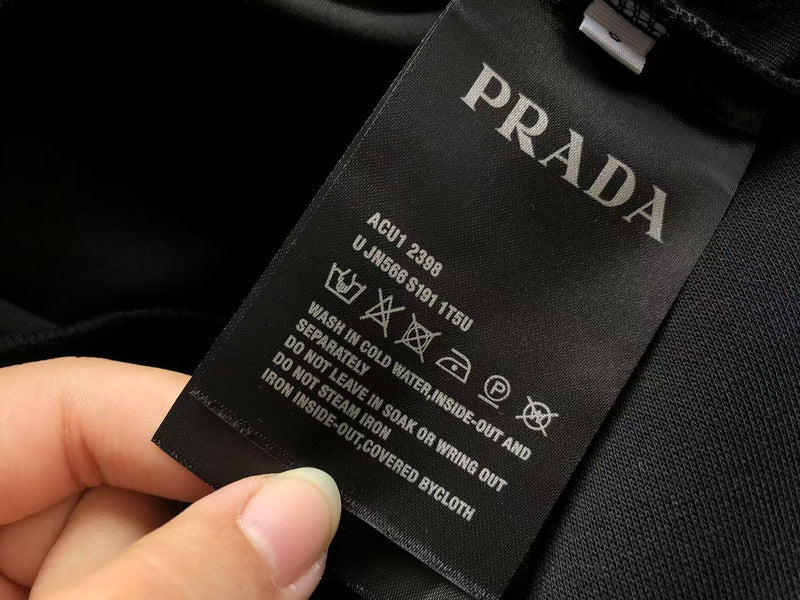 PRADA
ACU1 2398
UJN566 S191 1T5U
P
WASH IN COLD WATER,INSIDE-OUT AND
SEPARATELY
DO NOT LEAVE IN SOAK OR WRING OUT
DO NOT STEAM IRON
IRON INSIDE-OUT,COVERED BYCLOTH